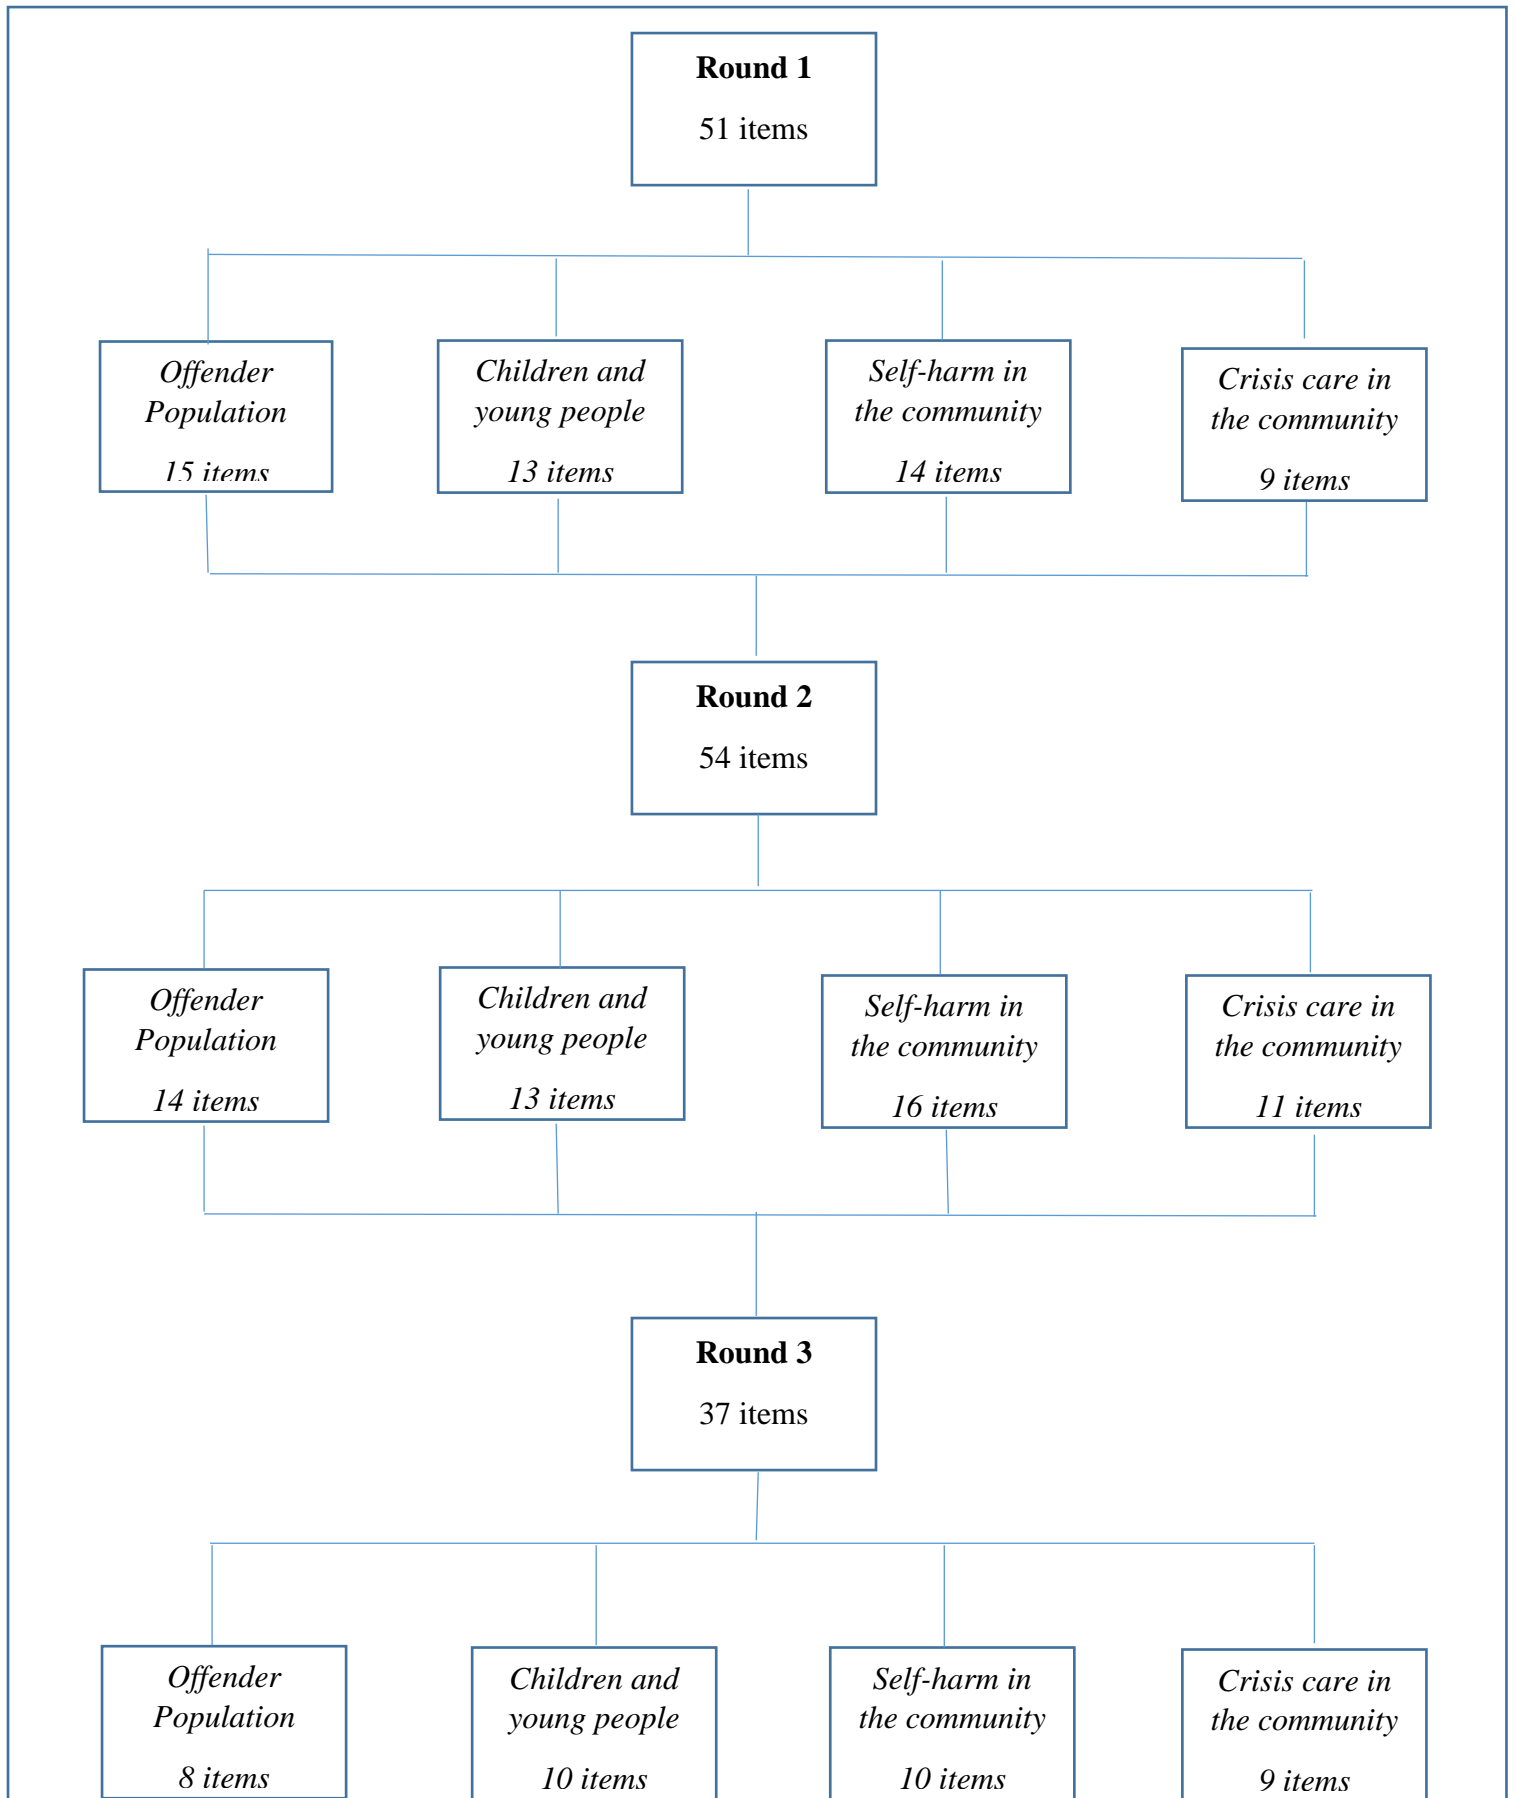 Round 1
51 items
Offender
Population
15 items
Children and
young people
13 items
Self-harm in
the community
14 items
Crisis care in
the community
9 items
Round 2
54 items
Offender
Population
14 items
Children and
young people
13 items
Self-harm in
the community
16 items
Crisis care in
the community
11 items
Round 3
37 items
Offender
Population
8 items
Children and
young people
10 items
Self-harm in
the community
10 items
Crisis care in
the community
9 items